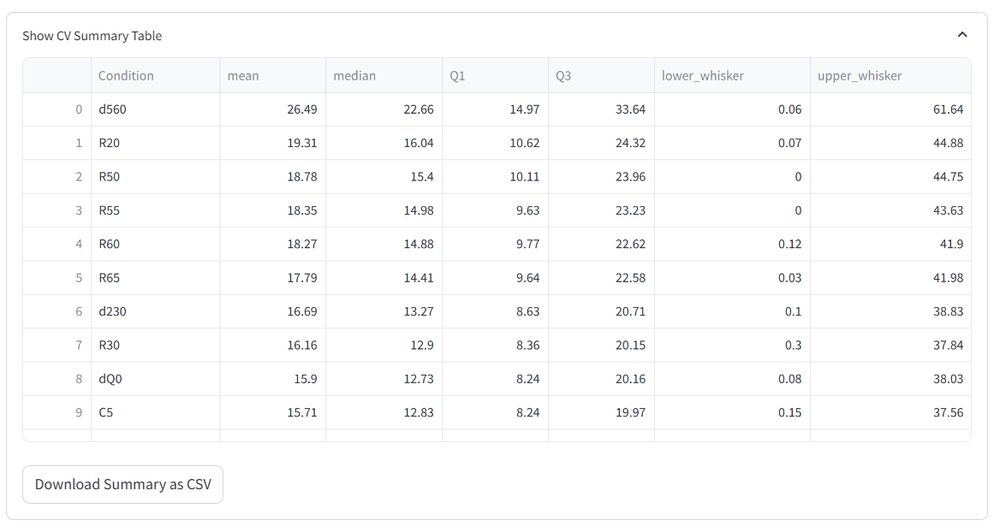 Show CV Summary Table
Condition mean median Q1 Q3 lower_whisker upper_whisker
0 d560 26.49 22.66 14.97 33.64 0.06 61.64
1 R20 19.31 16.04 10.62 24.32 0.07 44.88
2 R50 18.78 15.4 10.11 23.96 0 44.75
3 R55 18.35 14.98 9.63 23.23 0 43.63
4 R60 18.27 14.88 9.77 22.62 0.12 41.9
5 R65 17.79 14.41 9.64 22.58 0.03 41.98
6 d230 16.69 13.27 8.63 20.71 0.1 38.83
7 R30 16.16 12.9 8.36 20.15 0.3 37.84
8 dQ0 15.9 12.73 8.24 20.16 0.08 38.03
9 C5 15.71 12.83 8.24 19.97 0.15 37.56
Download Summary as CSV